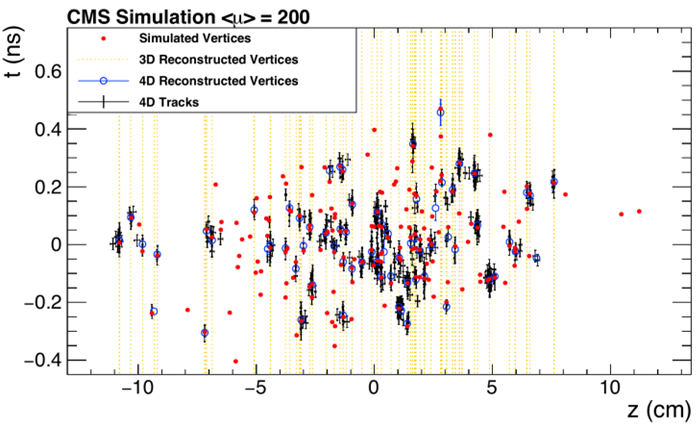 CMS Simulation <μ> = 200
t (ns)
Simulated Vertices
3D Reconstructed Vertices
4D Reconstructed Vertices
4D Tracks
0.6
0.4
0.2
0
−0.2
−0.4
−10 −5 0 5 10
z (cm)